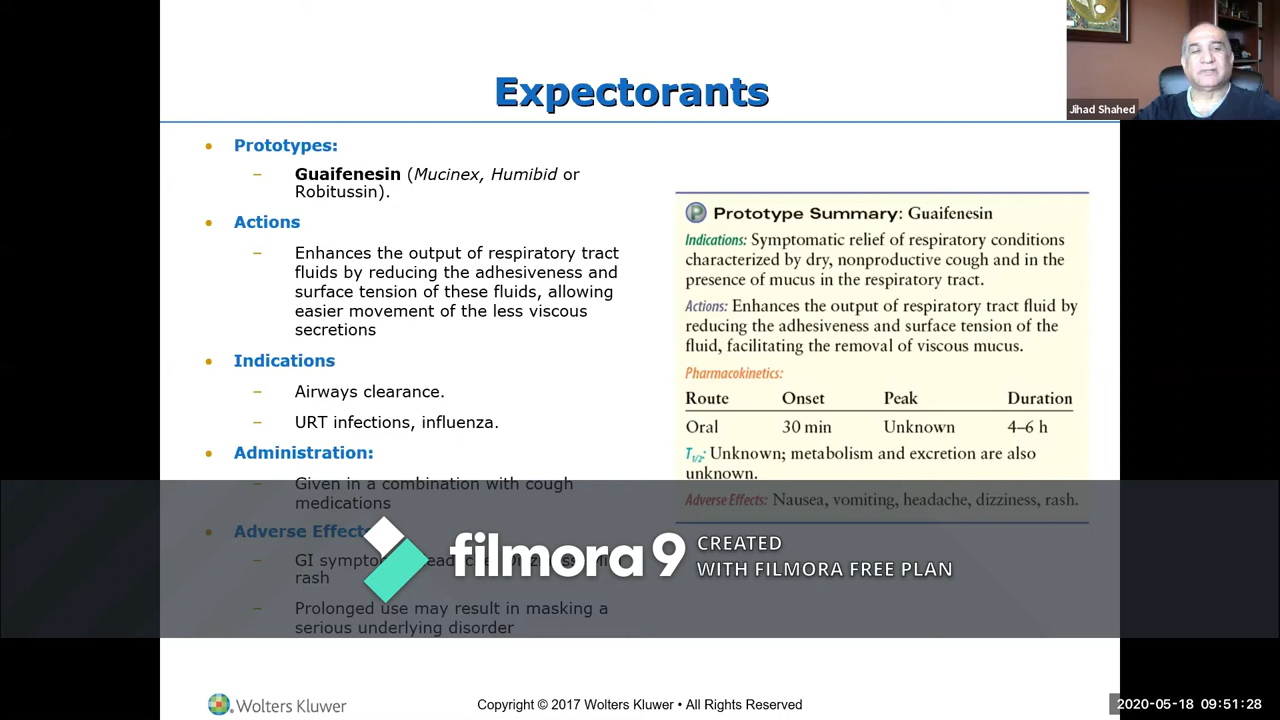 Expectorants
Jihad Shahed
• Prototypes:
– Guaifenesin (Mucinex, Humibid or
Robitussin).
• Actions
– Enhances the output of respiratory tract
fluids by reducing the adhesiveness and
surface tension of these fluids, allowing
easier movement of the less viscous
secretions
• Indications
– Airways clearance.
– URT infections, influenza.
• Administration:
– Given in a combination with cough
medications
• Adverse Effects
– GI
rash
– Prolonged use may result in masking a
serious underlying disorder
P Prototype Summary: Guaifenesin
Indications: Symptomatic relief of respiratory conditions
characterized by dry, nonproductive cough and in the
presence of mucus in the respiratory tract.
Actions: Enhances the output of respiratory tract fluid by
reducing the adhesiveness and surface tension of the
fluid, facilitating the removal of viscous mucus.
Pharmacokinetics:
Route Onset Peak Duration
Oral 30 min Unknown 4–6 h
T1/2: Unknown; metabolism and excretion are also
unknown.
Adverse Effects: Nausea, vomiting, headache, dizziness, rash.
filmora9 CREATED
WITH FILMORA FREE PLAN
Wolters Kluwer
Copyright © 2017 Wolters Kluwer • All Rights Reserved
2020-05-18 09:51:28